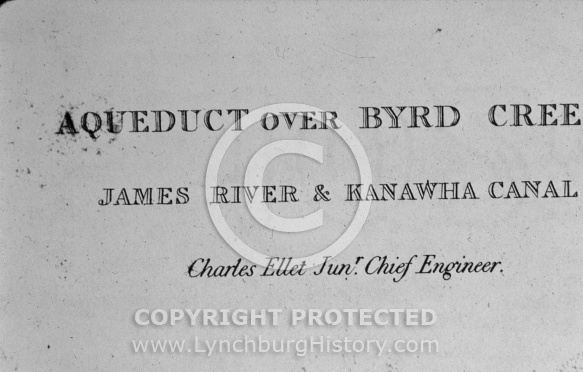 AQUEDUCT OVER BYRD CREE
JAMES RIVER & KANAWHA CANAL
Charles Ellet Junr. Chief Engineer.
©
COPYRIGHT PROTECTED
www.LynchburgHistory.com